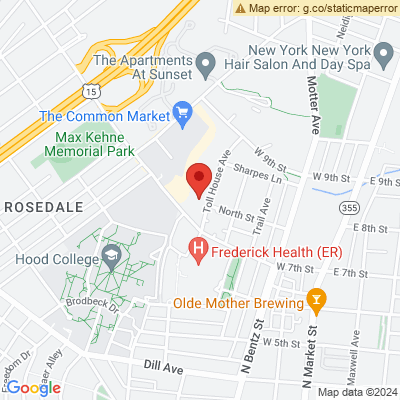 Map error: g.co/staticmaperror
New York New York
Hair Salon And Day Spa
The Apartments
At Sunset
15
Motter Ave
The Common Market
Max Kehne
Memorial Park
W 9th St
Sharpes Ln
W 9th St
E 9th St
Toll House Ave
ROSEDALE
North St
Trail Ave
355
E 8th St
H
Frederick Health (ER)
Hood College
W 7th St
E 7th St
Brodbeck Dr
Olde Mother Brewing
N Bentz St
N Market St
W 5th St
Maxwell Ave
Dill Ave
Freedom Dr
Alley
Google
Map data ©2024